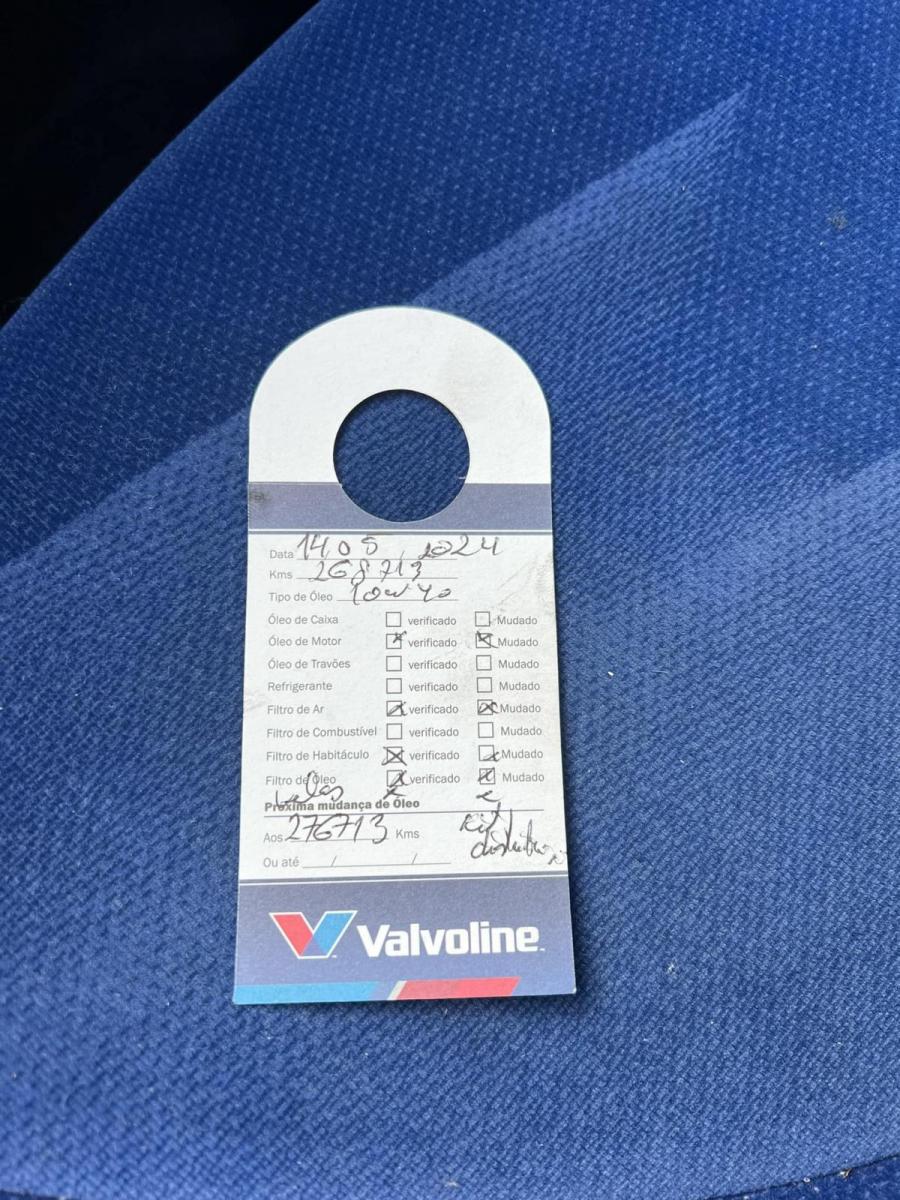 Data 14 05 2024
Kms 268713
Tipo de Óleo 10w40
Óleo de Caixa verificado Mudado
Óleo de Motor verificado Mudado
Óleo de Travões verificado Mudado
Refrigerante verificado Mudado
Filtro de Ar verificado Mudado
Filtro de Combustível verificado Mudado
Filtro de Habitáculo verificado Mudado
Filtro de Óleo verificado Mudado
velas
Próxima mudança de Óleo
Aos 276713 Kms
Kit
Ou até / /
Valvoline